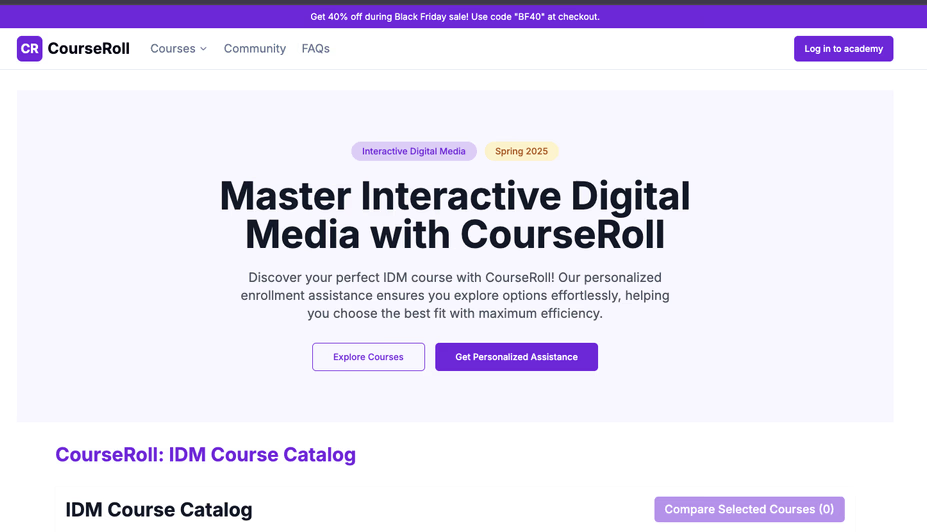 Get 40% off during Black Friday sale! Use code "BF40" at checkout.
CR CourseRoll Courses Community FAQs Log in to academy
Interactive Digital Media Spring 2025
Master Interactive Digital
Media with CourseRoll
Discover your perfect IDM course with CourseRoll! Our personalized
enrollment assistance ensures you explore options effortlessly, helping
you choose the best fit with maximum efficiency.
Explore Courses Get Personalized Assistance
CourseRoll: IDM Course Catalog
IDM Course Catalog Compare Selected Courses (0)